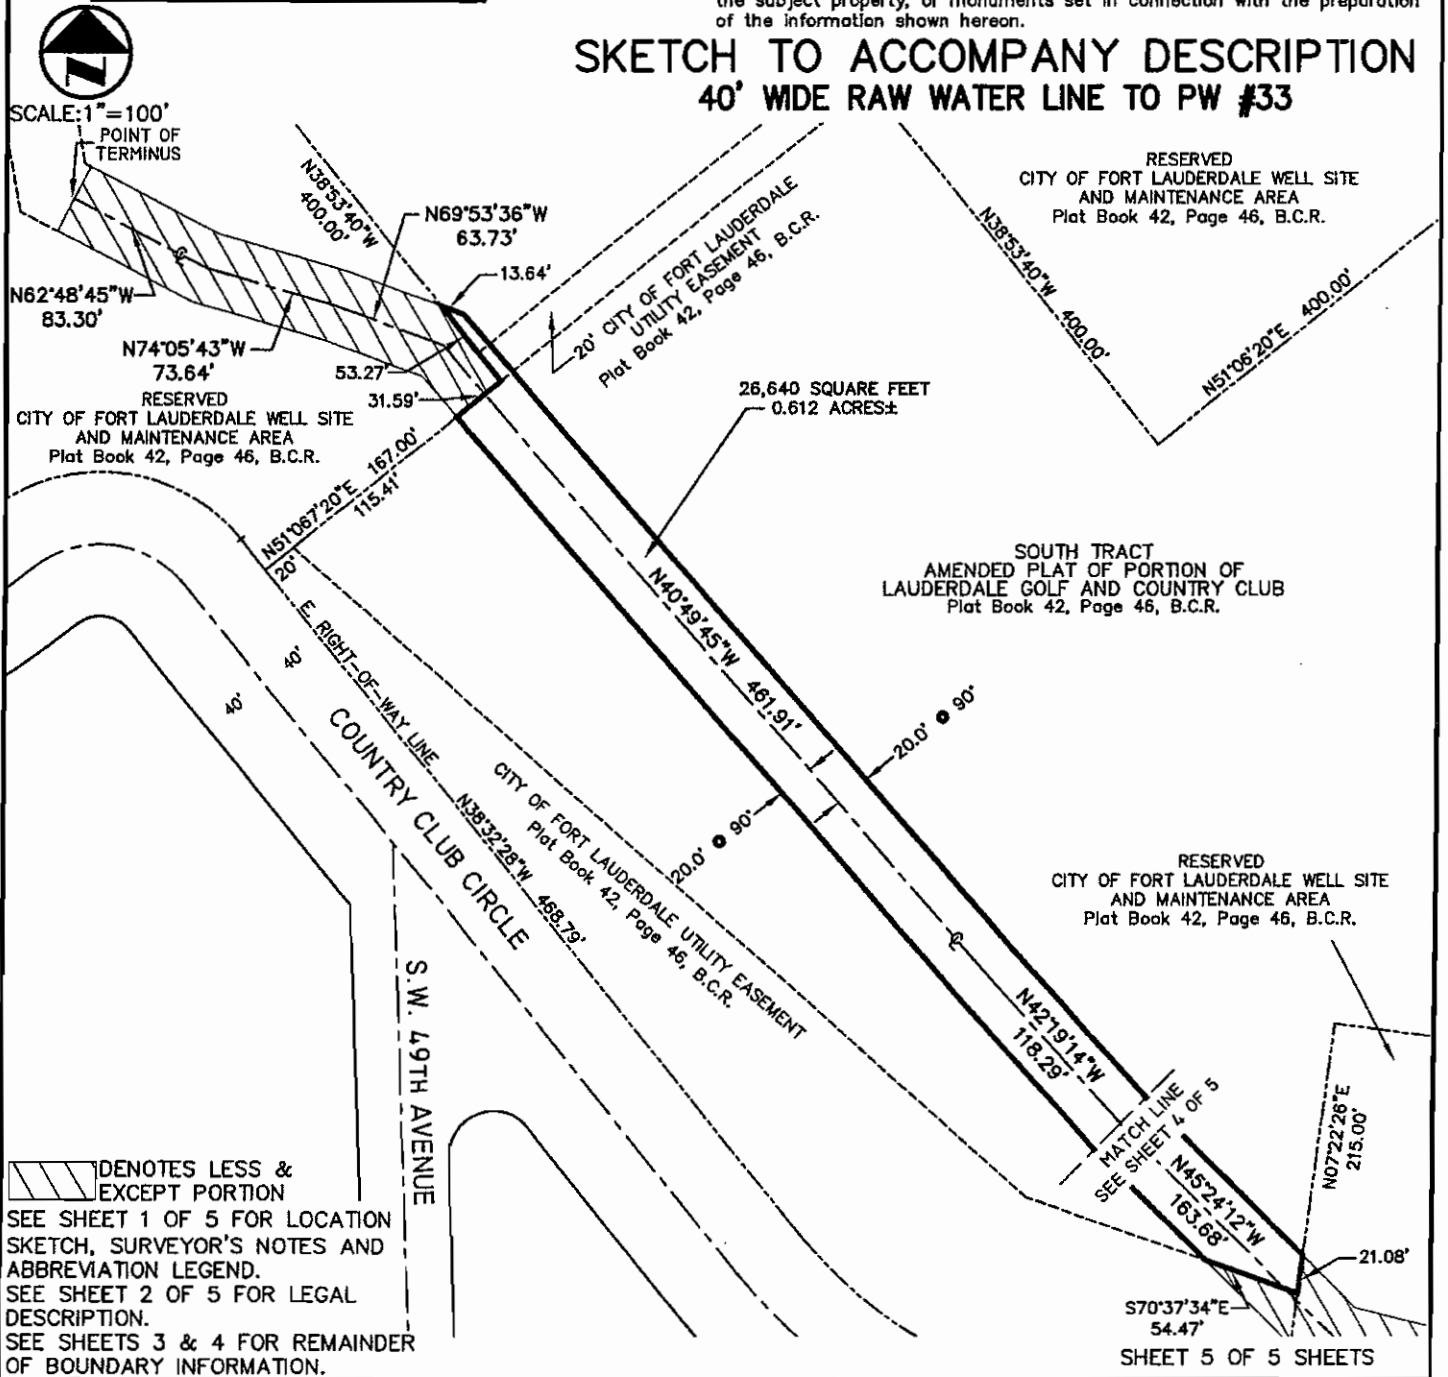 of the information shown hereon.
SKETCH TO ACCOMPANY DESCRIPTION
40' WIDE RAW WATER LINE TO PW #33
N
SCALE:1"=100'
POINT OF
TERMINUS
N38°53'40"W
400.00'
N69°53'36"W
63.73'
13.64'
N62°48'45"W
83.30'
N74°05'43"W
73.64'
53.27'
31.59'
RESERVED
CITY OF FORT LAUDERDALE WELL SITE
AND MAINTENANCE AREA
Plat Book 42, Page 46, B.C.R.
20' CITY OF FORT LAUDERDALE
UTILITY EASEMENT
Plat Book 42, Page 46, B.C.R.
RESERVED
CITY OF FORT LAUDERDALE WELL SITE
AND MAINTENANCE AREA
Plat Book 42, Page 46, B.C.R.
N38°53'40"W 400.00'
N51°06'20"E 400.00'
26,640 SQUARE FEET
0.612 ACRES±
N51°067'20"E 167.00'
115.41'
20'
E. RIGHT-OF-WAY LINE
40'
40'
COUNTRY CLUB CIRCLE
N38°32'28"W 468.79'
CITY OF FORT LAUDERDALE UTILITY EASEMENT
Plat Book 42, Page 46, B.C.R.
SOUTH TRACT
AMENDED PLAT OF PORTION OF
LAUDERDALE GOLF AND COUNTRY CLUB
Plat Book 42, Page 46, B.C.R.
N40°49'45"W 461.91'
20.0' @ 90°
20.0' @ 90°
RESERVED
CITY OF FORT LAUDERDALE WELL SITE
AND MAINTENANCE AREA
Plat Book 42, Page 46, B.C.R.
S.W. 49TH AVENUE
N42°19'14"W
118.29'
MATCH LINE
SEE SHEET 4 OF 5
N45°24'12"W
163.68'
N07°22'26"E
215.00'
21.08'
S70°37'34"E
54.47'
DENOTES LESS &
EXCEPT PORTION
SEE SHEET 1 OF 5 FOR LOCATION
SKETCH, SURVEYOR'S NOTES AND
ABBREVIATION LEGEND.
SEE SHEET 2 OF 5 FOR LEGAL
DESCRIPTION.
SEE SHEETS 3 & 4 FOR REMAINDER
OF BOUNDARY INFORMATION.
SHEET 5 OF 5 SHEETS